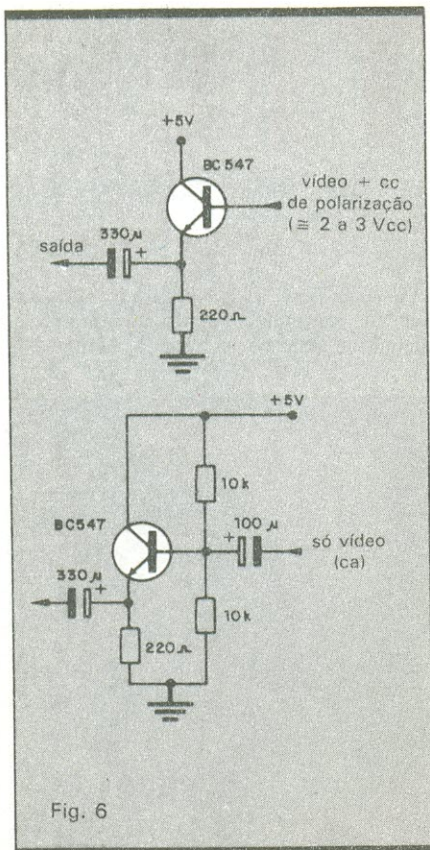 +5V
BC 547
vídeo + cc
de polarização
(≅ 2 a 3 Vcc)
saída
330µ
+
220Ω
+5V
10k
BC547
+
100µ
só vídeo
(ca)
330µ
+
10k
220Ω
Fig. 6